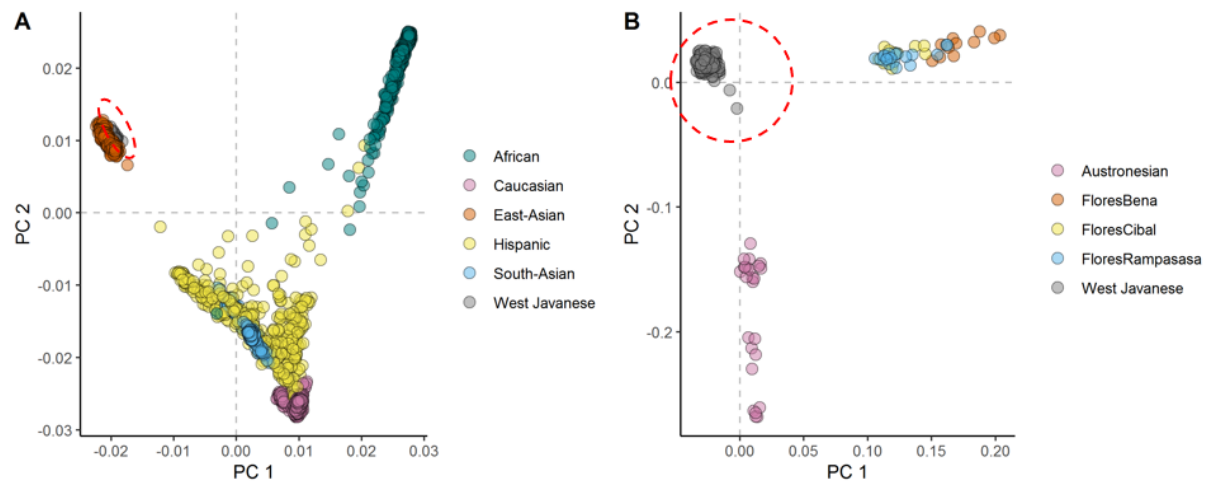 A
PC 2
0.02
0.01
0.00
-0.01
-0.02
-0.03
-0.02
-0.01
0.00
0.01
0.02
0.03
PC 1
African
Caucasian
East-Asian
Hispanic
South-Asian
West Javanese
B
PC 2
0.0
-0.1
-0.2
0.00
0.05
0.10
0.15
0.20
PC 1
Austronesian
FloresBena
FloresCibal
FloresRampasasa
West Javanese